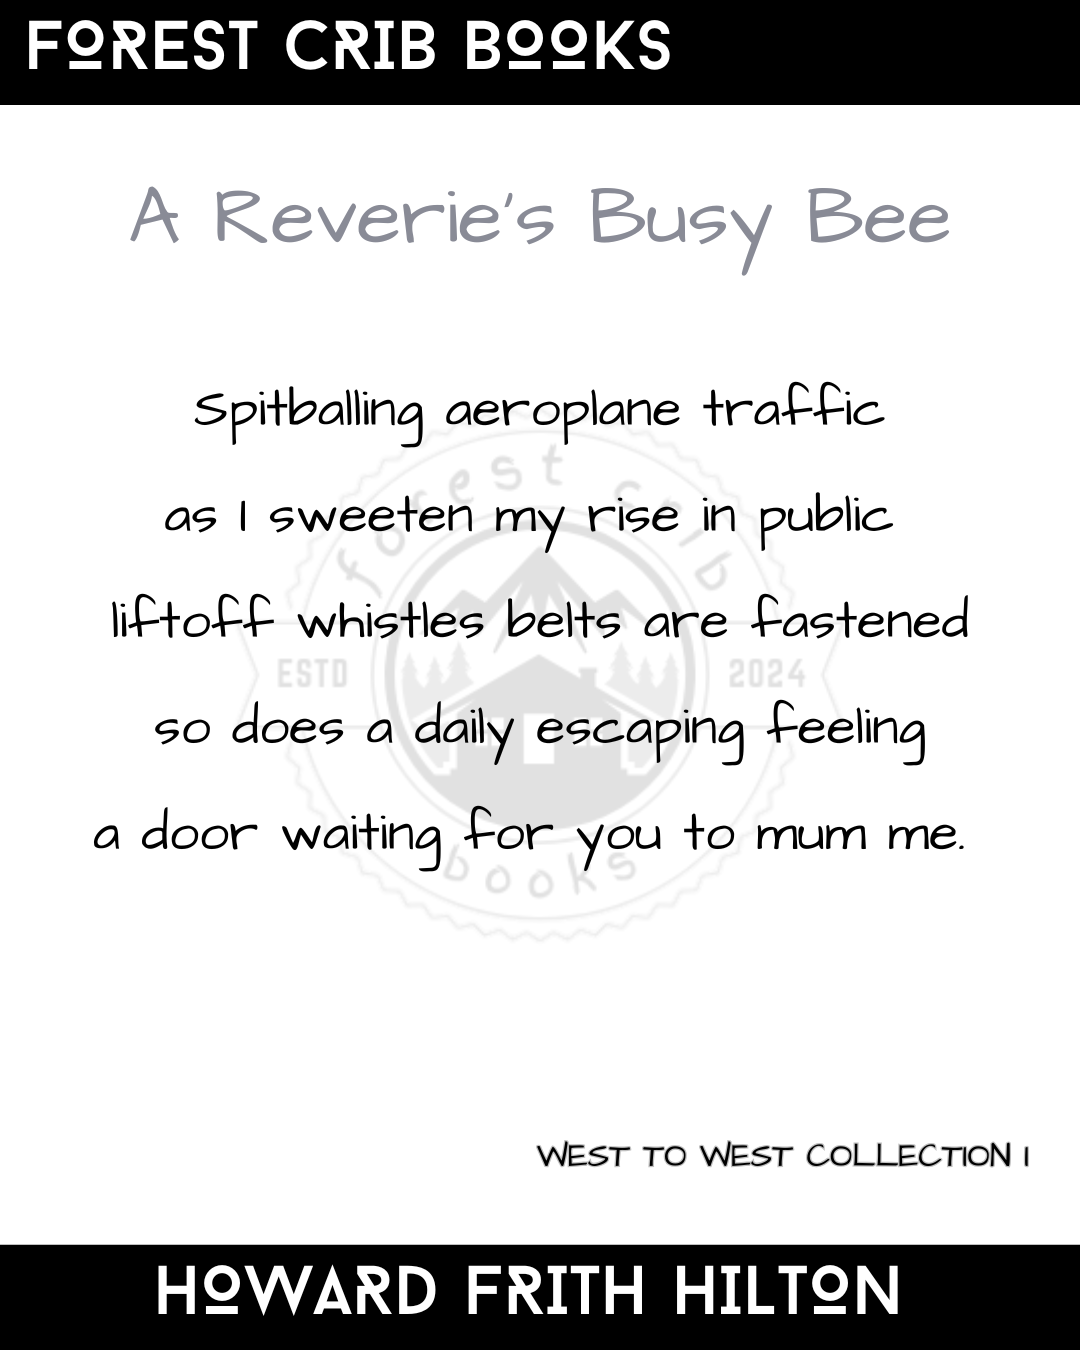 FOREST CRIB BOOKS
A Reverie's Busy Bee
Spitballing aeroplane traffic
as I sweeten my rise in public
liftoff whistles belts are fastened
so does a daily escaping feeling
a door waiting for you to mum me.
forest crib
ESTD 2024
books
WEST TO WEST COLLECTION 1
HOWARD FRITH HILTON